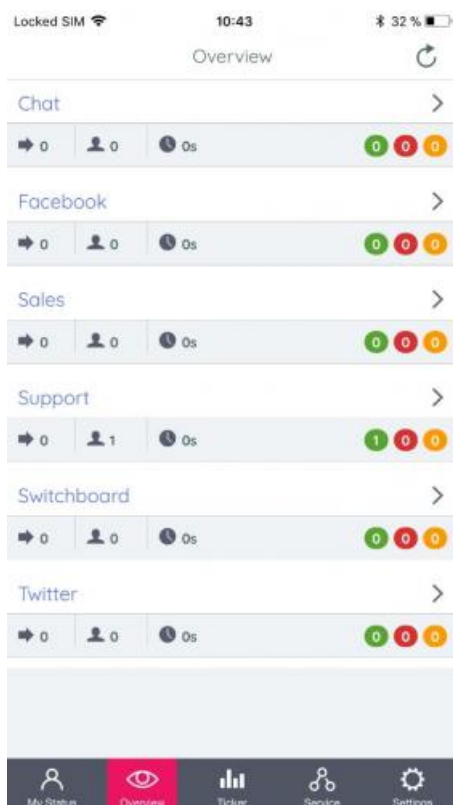 Locked SIM 10:43 32 %
Overview
Chat
0 0 0s 0 0 0
Facebook
0 0 0s 0 0 0
Sales
0 0 0s 0 0 0
Support
0 1 0s 1 0 0
Switchboard
0 0 0s 0 0 0
Twitter
0 0 0s 0 0 0
My Status Overview Ticker Service Settings